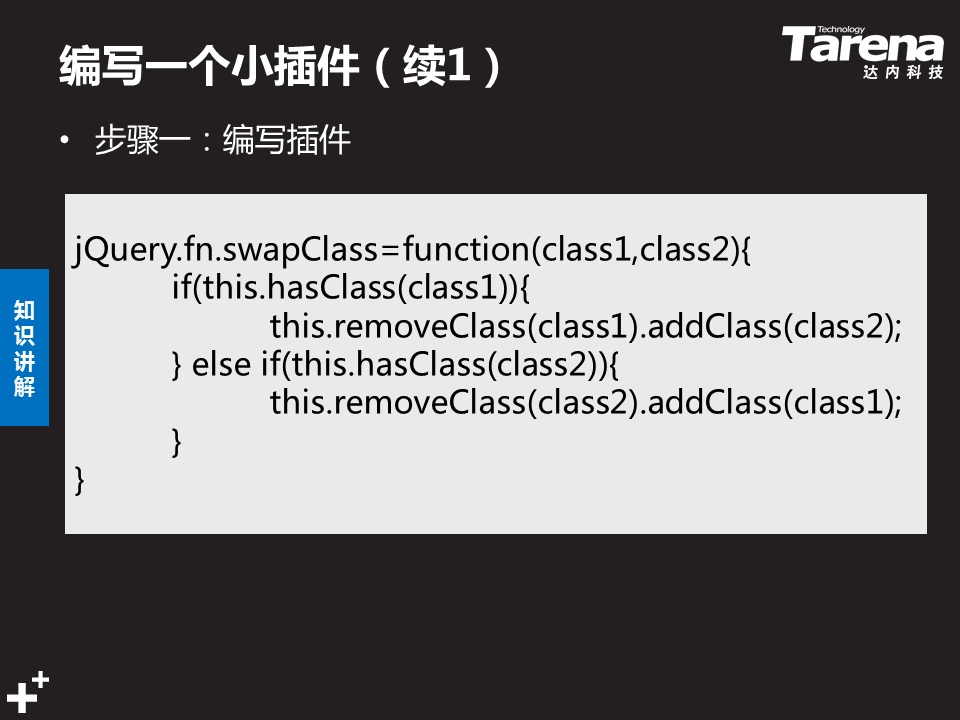 编写一个小插件（续1）
Technology
Tarena
达内科技
• 步骤一：编写插件
知识讲解
jQuery.fn.swapClass=function(class1,class2){
if(this.hasClass(class1)){
this.removeClass(class1).addClass(class2);
} else if(this.hasClass(class2)){
this.removeClass(class2).addClass(class1);
}
}